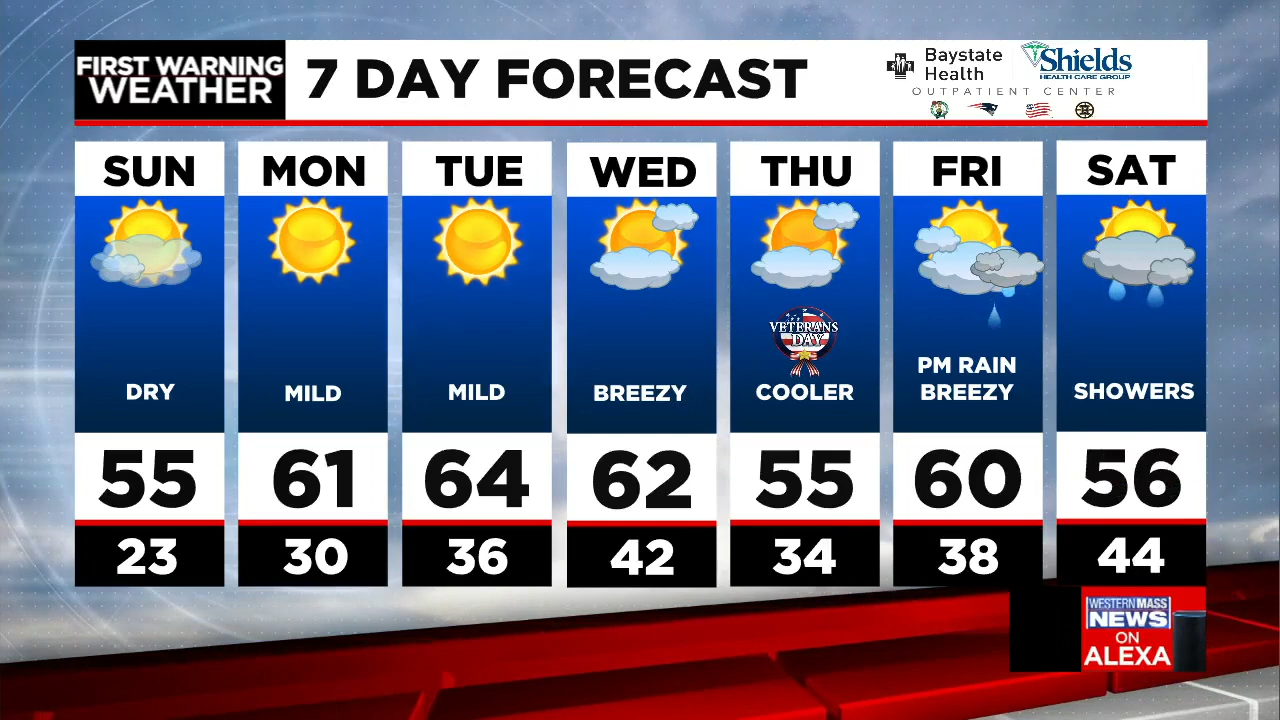 FIRST WARNING
WEATHER
7 DAY FORECAST
Baystate
Health
Shields
HEALTH CARE GROUP
OUTPATIENT CENTER
SUN
MON
TUE
WED
THU
FRI
SAT
VETERANS
DAY
DRY
MILD
MILD
BREEZY
COOLER
PM RAIN
BREEZY
SHOWERS
55
61
64
62
55
60
56
23
30
36
42
34
38
44
WESTERN MASS
NEWS
ON
ALEXA